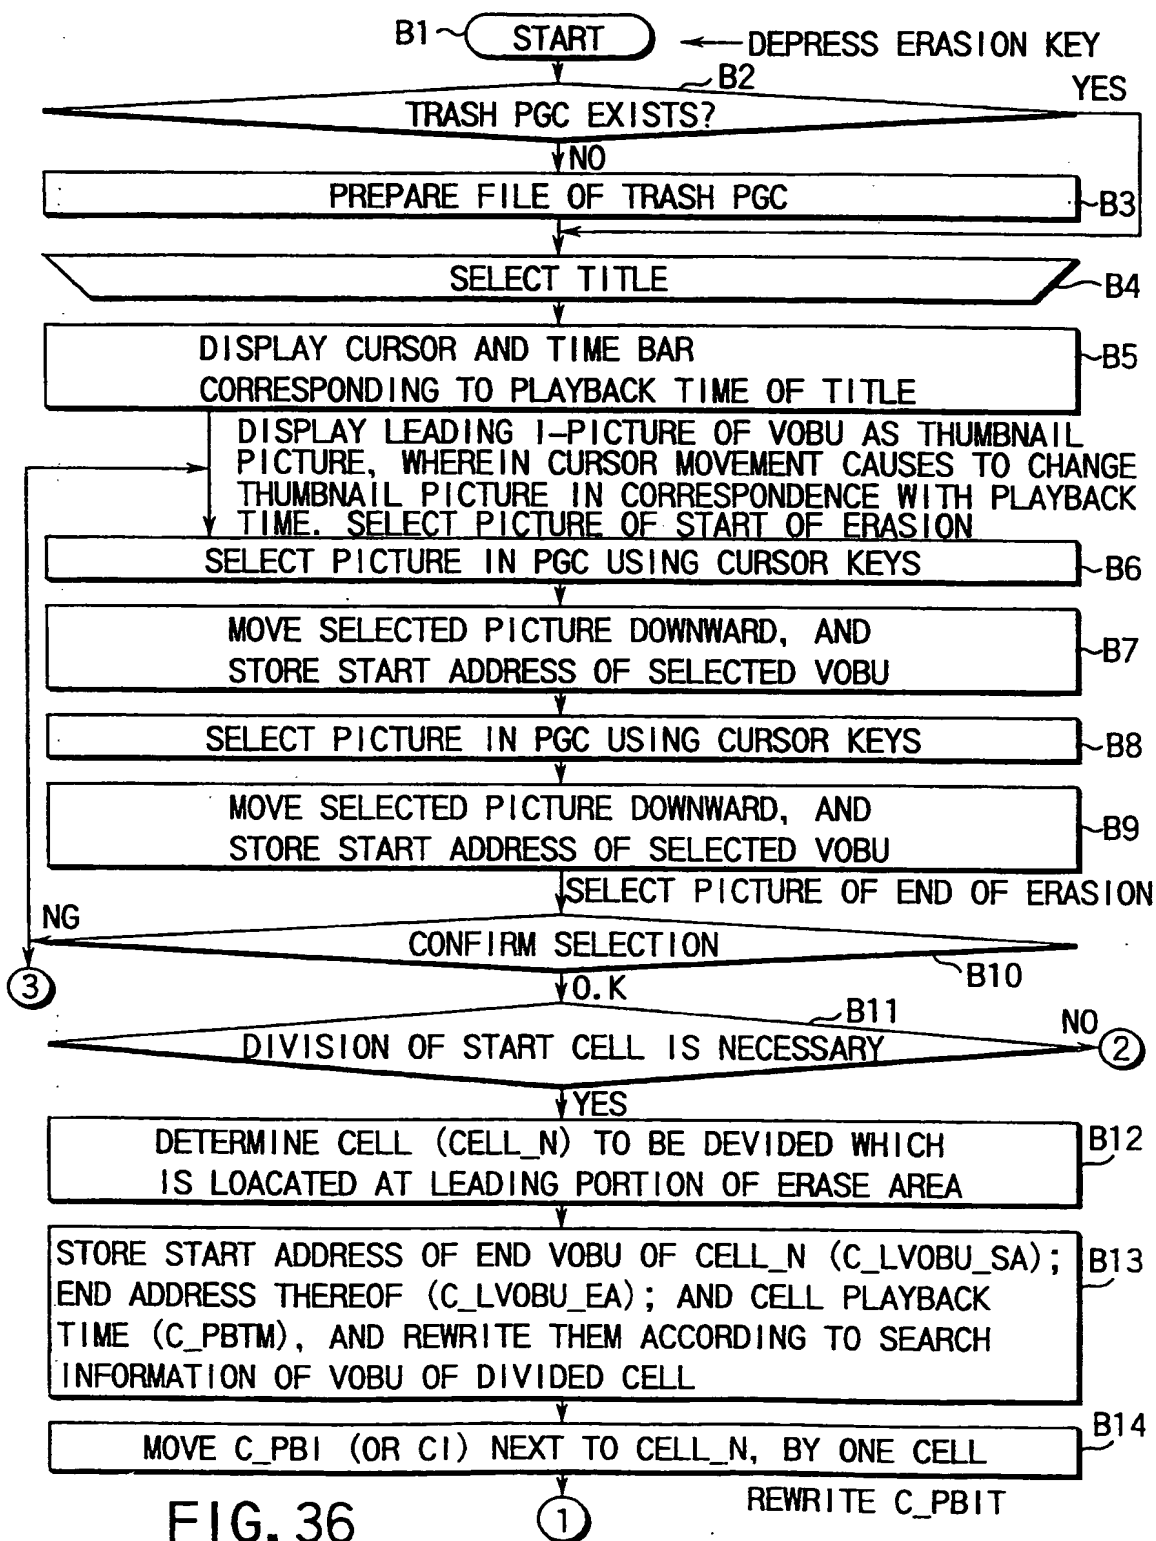 B1
START
DEPRESS ERASION KEY
B2
YES
TRASH PGC EXISTS?
NO
PREPARE FILE OF TRASH PGC
B3
SELECT TITLE
B4
DISPLAY CURSOR AND TIME BAR
CORRESPONDING TO PLAYBACK TIME OF TITLE
B5
DISPLAY LEADING I-PICTURE OF VOBU AS THUMBNAIL
PICTURE, WHEREIN CURSOR MOVEMENT CAUSES TO CHANGE
THUMBNAIL PICTURE IN CORRESPONDENCE WITH PLAYBACK
TIME. SELECT PICTURE OF START OF ERASION
SELECT PICTURE IN PGC USING CURSOR KEYS
B6
MOVE SELECTED PICTURE DOWNWARD, AND
STORE START ADDRESS OF SELECTED VOBU
B7
SELECT PICTURE IN PGC USING CURSOR KEYS
B8
MOVE SELECTED PICTURE DOWNWARD, AND
STORE START ADDRESS OF SELECTED VOBU
B9
SELECT PICTURE OF END OF ERASION
NG
CONFIRM SELECTION
B10
3
O.K
B11
NO
DIVISION OF START CELL IS NECESSARY
2
YES
DETERMINE CELL (CELL_N) TO BE DEVIDED WHICH
IS LOACATED AT LEADING PORTION OF ERASE AREA
B12
STORE START ADDRESS OF END VOBU OF CELL_N (C_LVOBU_SA);
END ADDRESS THEREOF (C_LVOBU_EA); AND CELL PLAYBACK
TIME (C_PBTM), AND REWRITE THEM ACCORDING TO SEARCH
INFORMATION OF VOBU OF DIVIDED CELL
B13
MOVE C_PBI (OR CI) NEXT TO CELL_N, BY ONE CELL
B14
REWRITE C_PBIT
1
FIG. 36